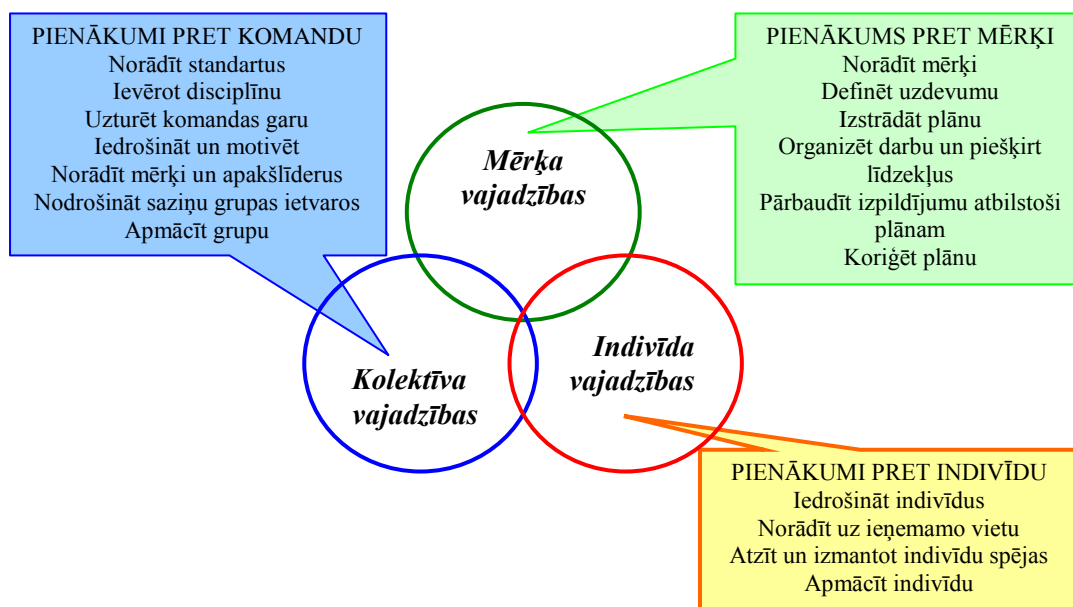 PIENĀKUMI PRET KOMANDU
Norādīt standartus
Ievērot disciplīnu
Uzturēt komandas garu
Iedrošināt un motivēt
Norādīt mērķi un apakšlīderus
Nodrošināt saziņu grupas ietvaros
Apmācīt grupu
PIENĀKUMS PRET MĒRĶI
Norādīt mērķi
Definēt uzdevumu
Izstrādāt plānu
Organizēt darbu un piešķirt
līdzekļus
Pārbaudīt izpildījumu atbilstoši
plānam
Koriģēt plānu
Mērķa
vajadzības
Kolektīva
vajadzības
Indivīda
vajadzības
PIENĀKUMI PRET INDIVĪDU
Iedrošināt indivīdus
Norādīt uz ieņemamo vietu
Atzīt un izmantot indivīdu spējas
Apmācīt indivīdu